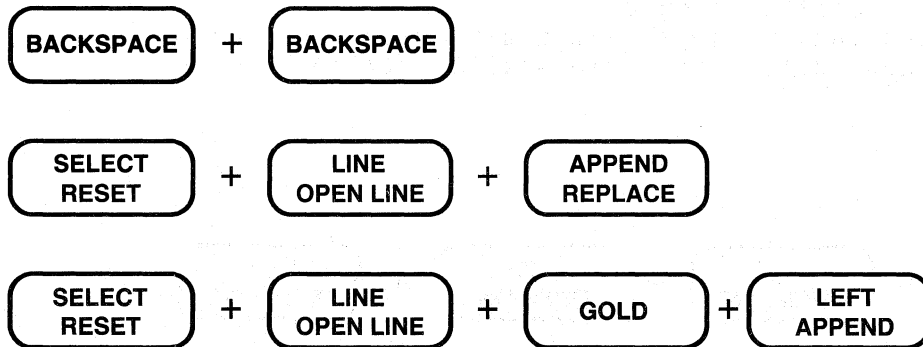 BACKSPACE + BACKSPACE
SELECT RESET + LINE OPEN LINE + APPEND REPLACE
SELECT RESET + LINE OPEN LINE + GOLD + LEFT APPEND